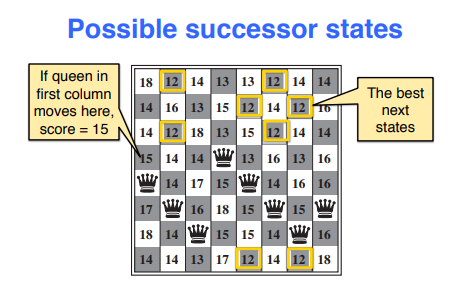 Possible successor states
If queen in
first column
moves here,
score = 15
The best
next
states
18 12 14 13 13 12 14 14
14 16 13 15 12 14 12 16
14 12 18 13 15 12 14 14
15 14 14 13 16 13 16
14 17 15 14 16 16
17 16 18 15 15
18 14 15 15 14 16
14 14 13 17 12 14 12 18